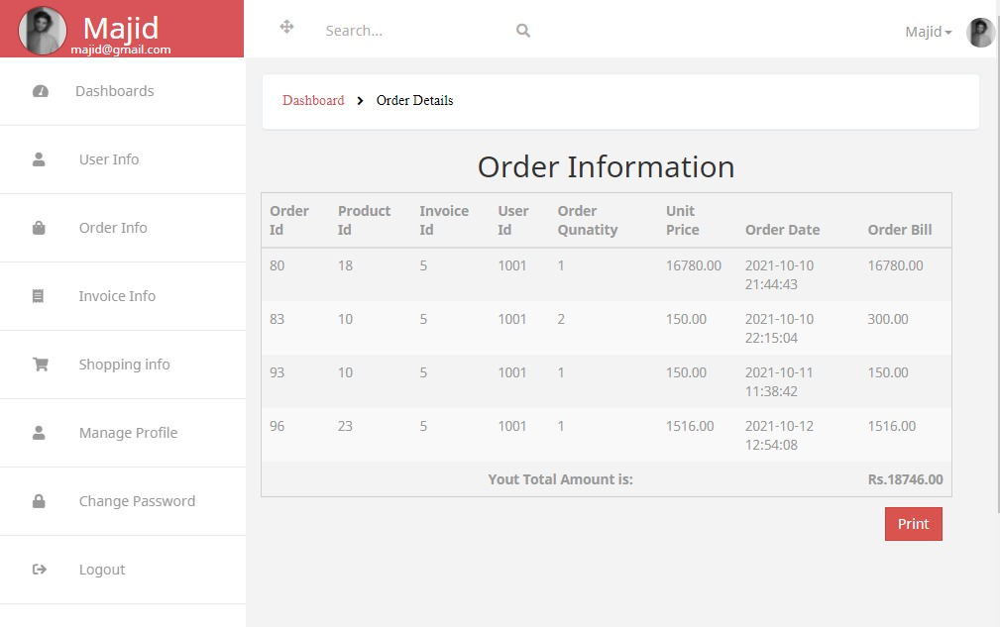 Majid
majid@gmail.com
Search...
Majid
Dashboards
User Info
Order Info
Invoice Info
Shopping info
Manage Profile
Change Password
Logout
Dashboard > Order Details
Order Information
Order Id Product Id Invoice Id User Id Order Qunatity Unit Price Order Date Order Bill
80 18 5 1001 1 16780.00 2021-10-10 21:44:43 16780.00
83 10 5 1001 2 150.00 2021-10-10 22:15:04 300.00
93 10 5 1001 1 150.00 2021-10-11 11:38:42 150.00
96 23 5 1001 1 1516.00 2021-10-12 12:54:08 1516.00
Yout Total Amount is: Rs.18746.00
Print